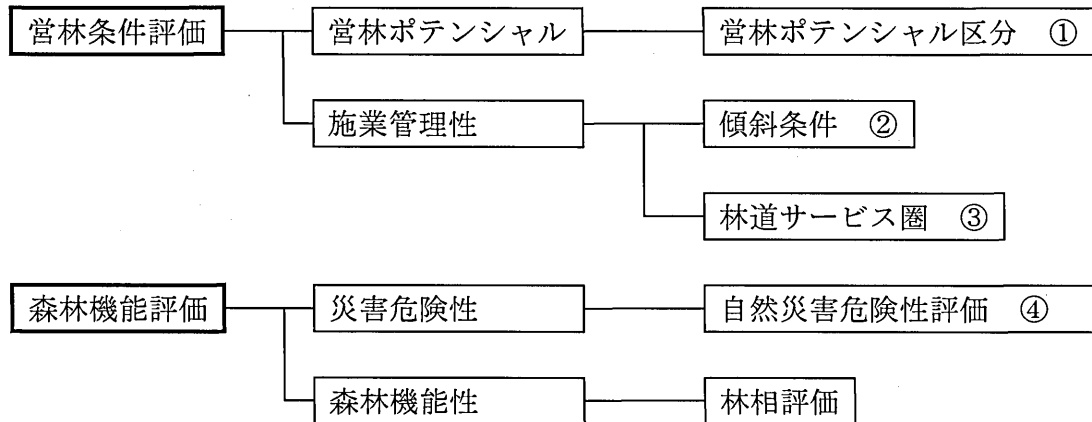 営林条件評価 営林ポテンシャル 営林ポテンシャル区分 ①
施業管理性 傾斜条件 ②
林道サービス圏 ③
森林機能評価 災害危険性 自然災害危険性評価 ④
森林機能性 林相評価